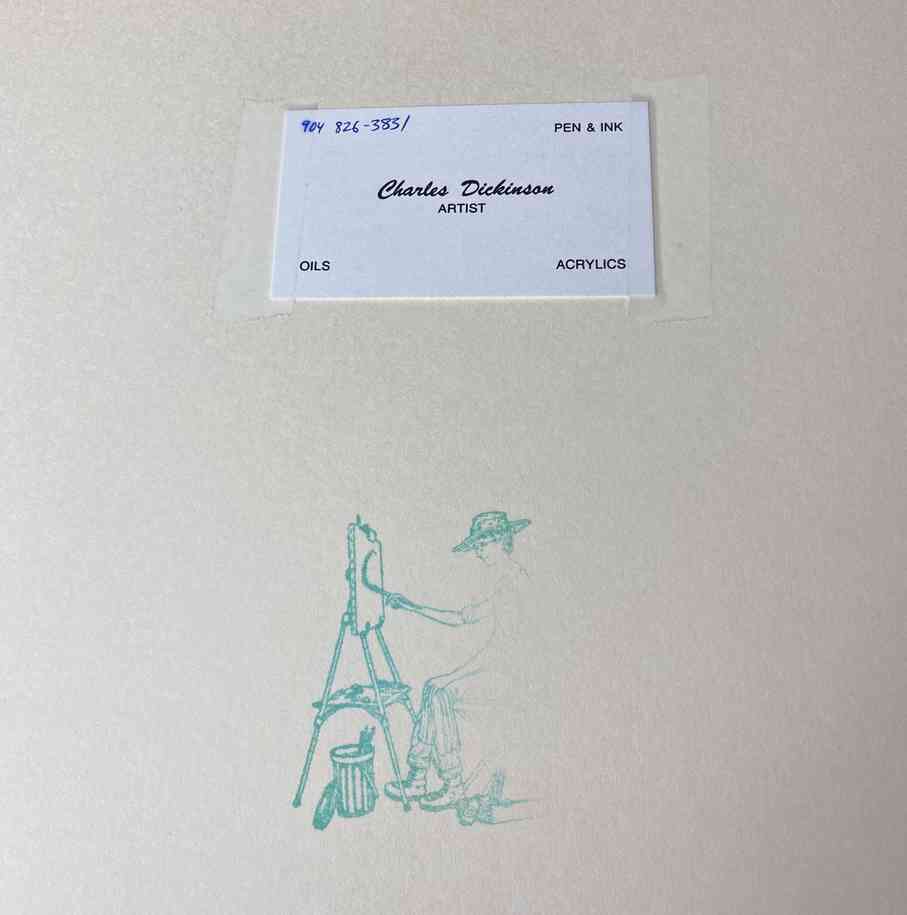 904 826-3831
PEN & INK
Charles Dickinson
ARTIST
OILS
ACRYLICS